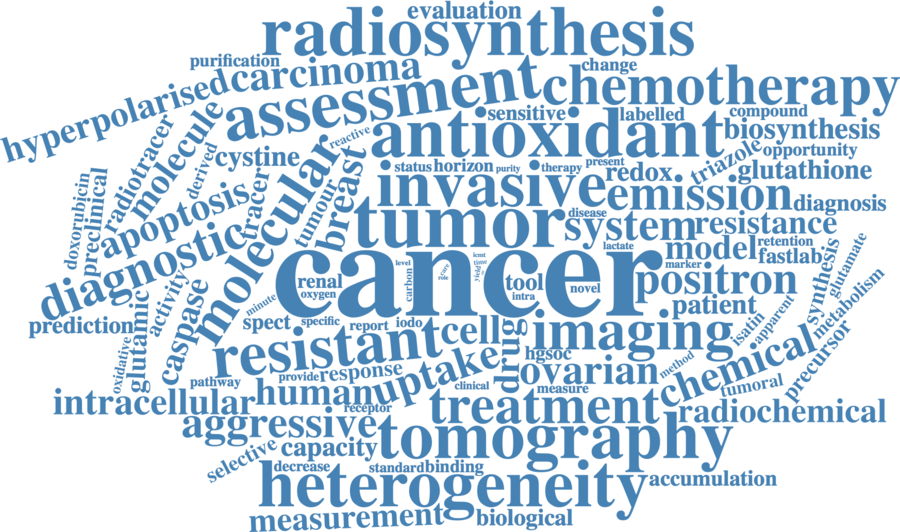 evaluation
radiosynthesis
purification
carcinoma
change
hyperpolarised
assessment
chemotherapy
sensitive
labelled
compound
molecule
radiotracer
reactive
antioxidant
biosynthesis
derived
cystine
status
horizon
purity
therapy
present
redox
triazole
opportunity
glutathione
doxorubicin
preclinical
apoptosis
tracer
tumour
breast
invasive
emission
diagnosis
disease
diagnostic
molecular
tumor
system
resistance
lactate
model
retention
fastlab
marker
cancer
level
carbon
care
role
icmt
time
yield
renal
oxygen
tool
intra
novel
positron
patient
synthesis
glutamate
metabolism
minute
activity
caspase
prediction
glutamic
oxidative
spect
specific
report
iodo
resistant
cell
drug
imaging
isatin
apparent
precursor
chemical
hgsoc
ovarian
method
tumoral
pathway
provide
response
human
uptake
clinical
measure
intracellular
receptor
treatment
radiochemical
aggressive
capacity
tomography
selective
decrease
standard
binding
heterogeneity
accumulation
measurement
biological